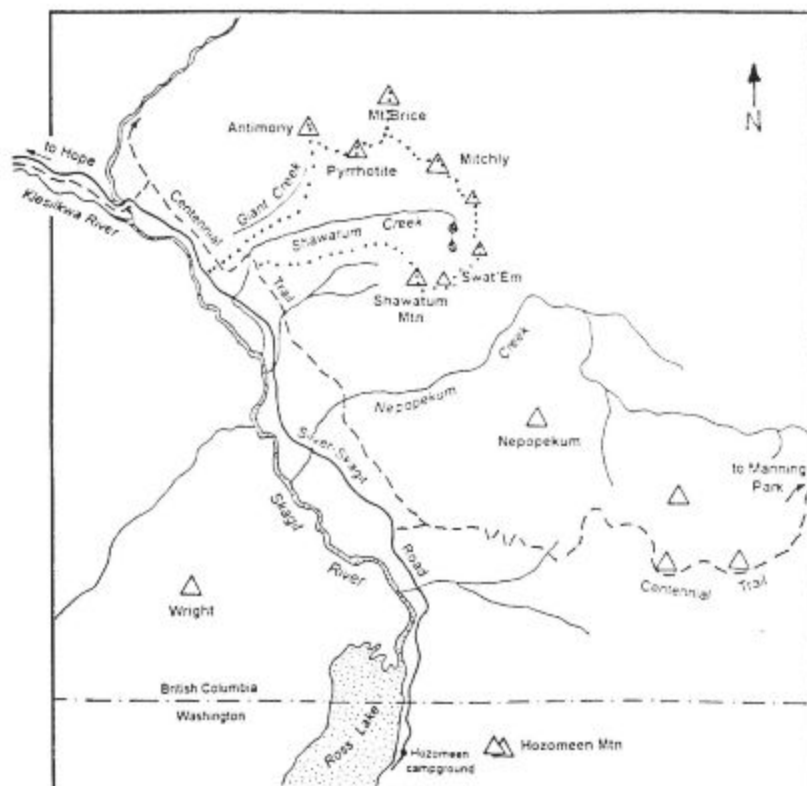 Mt. Brice
Antimony
N
to Hope
Pyrrhotite
Mitchly
Centennial
Giant Creek
Klesilkwa River
Shawatum Creek
Trail
Swat'Em
Shawatum
Mtn
Nepopekum Creek
Nepopekum
Silver-Skagit
Road
to Manning
Park
Skagit
River
Centennial Trail
Wright
British Columbia
Washington
Ross Lake
Hozomeen Mtn
Hozomeen
campground